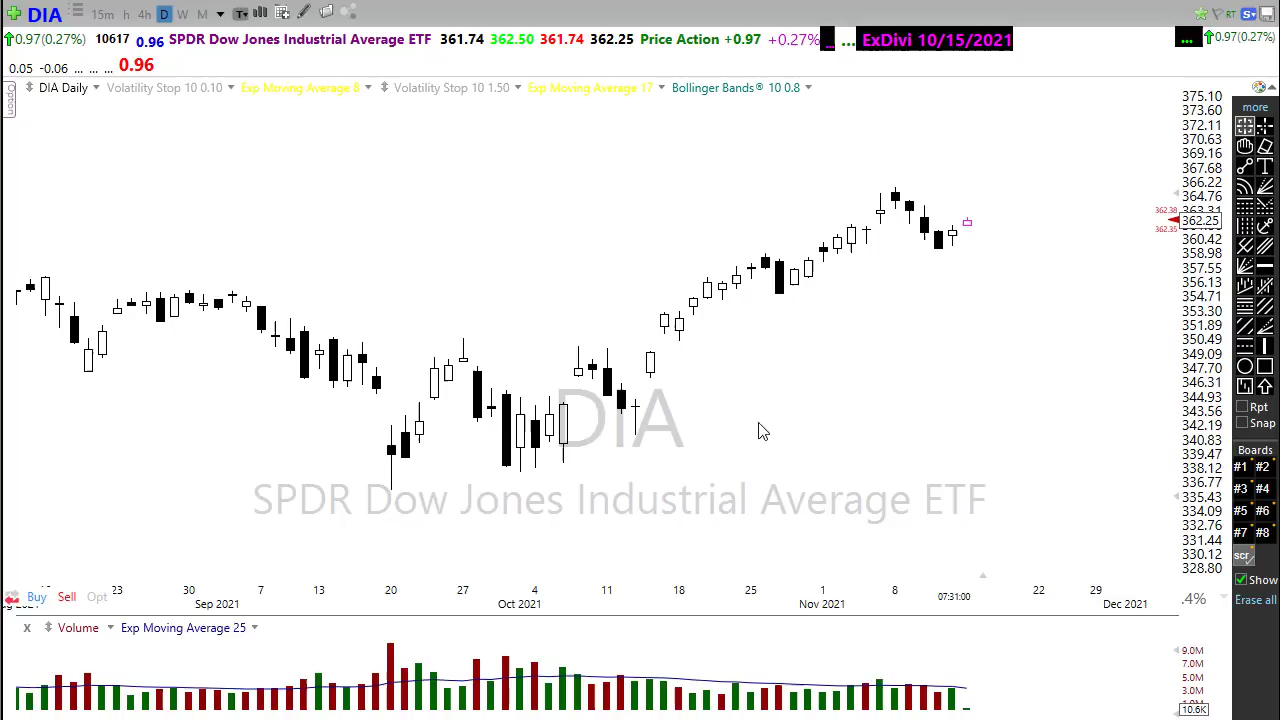 DIA 15m h 4h D W M T RT S
0.97(0.27%) 10617 0.96 SPDR Dow Jones Industrial Average ETF 361.74 362.50 361.74 362.25 Price Action +0.97 +0.27% ... ... ExDivi 10/15/2021 ... 0.97(0.27%)
0.05 -0.06 ... ... ... 0.96
Option
DIA Daily Volatility Stop 10 0.10 Exp Moving Average 8 Volatility Stop 10 1.50 Exp Moving Average 17 Bollinger Bands® 10 0.8
375.10
373.60
372.11
370.63
369.16
367.68
366.22
364.76
362.38
362.25
362.35
360.42
358.98
357.55
356.13
354.71
353.30
351.89
350.49
349.09
347.70
346.31
344.93
343.56
342.19
340.83
339.47
338.12
336.77
335.43
334.09
332.76
331.44
330.12
328.80
more
T
Rpt
Snap
Boards
#1 #2
#3 #4
#5 #6
#7 #8
scr
Show
Erase all
DIA
SPDR Dow Jones Industrial Average ETF
23 30 7 13 20 27 4 11 18 25 1 8 07:31:00 22 29
Buy Sell Opt
Sep 2021 Oct 2021 Nov 2021 Dec 2021
.4%
X Volume Exp Moving Average 25
9.0M
7.0M
5.0M
3.0M
10.6K